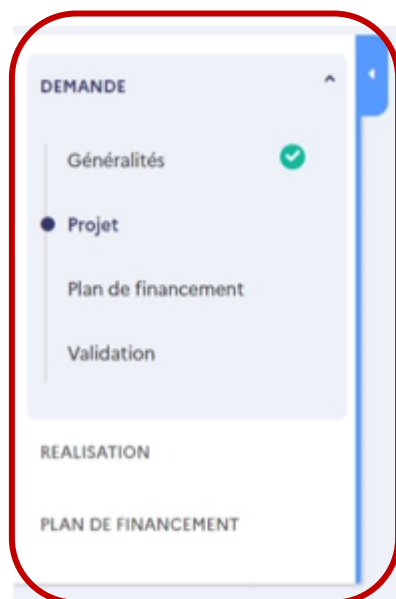 DEMANDE
Généralités
Projet
Plan de financement
Validation
REALISATION
PLAN DE FINANCEMENT